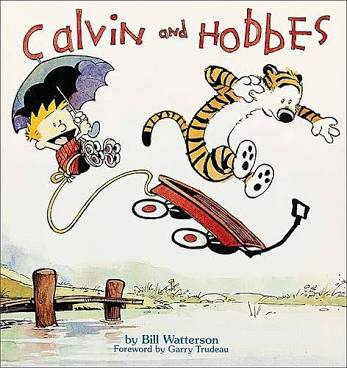 Calvin and Hobbes
by Bill Watterson
Foreword by Garry Trudeau